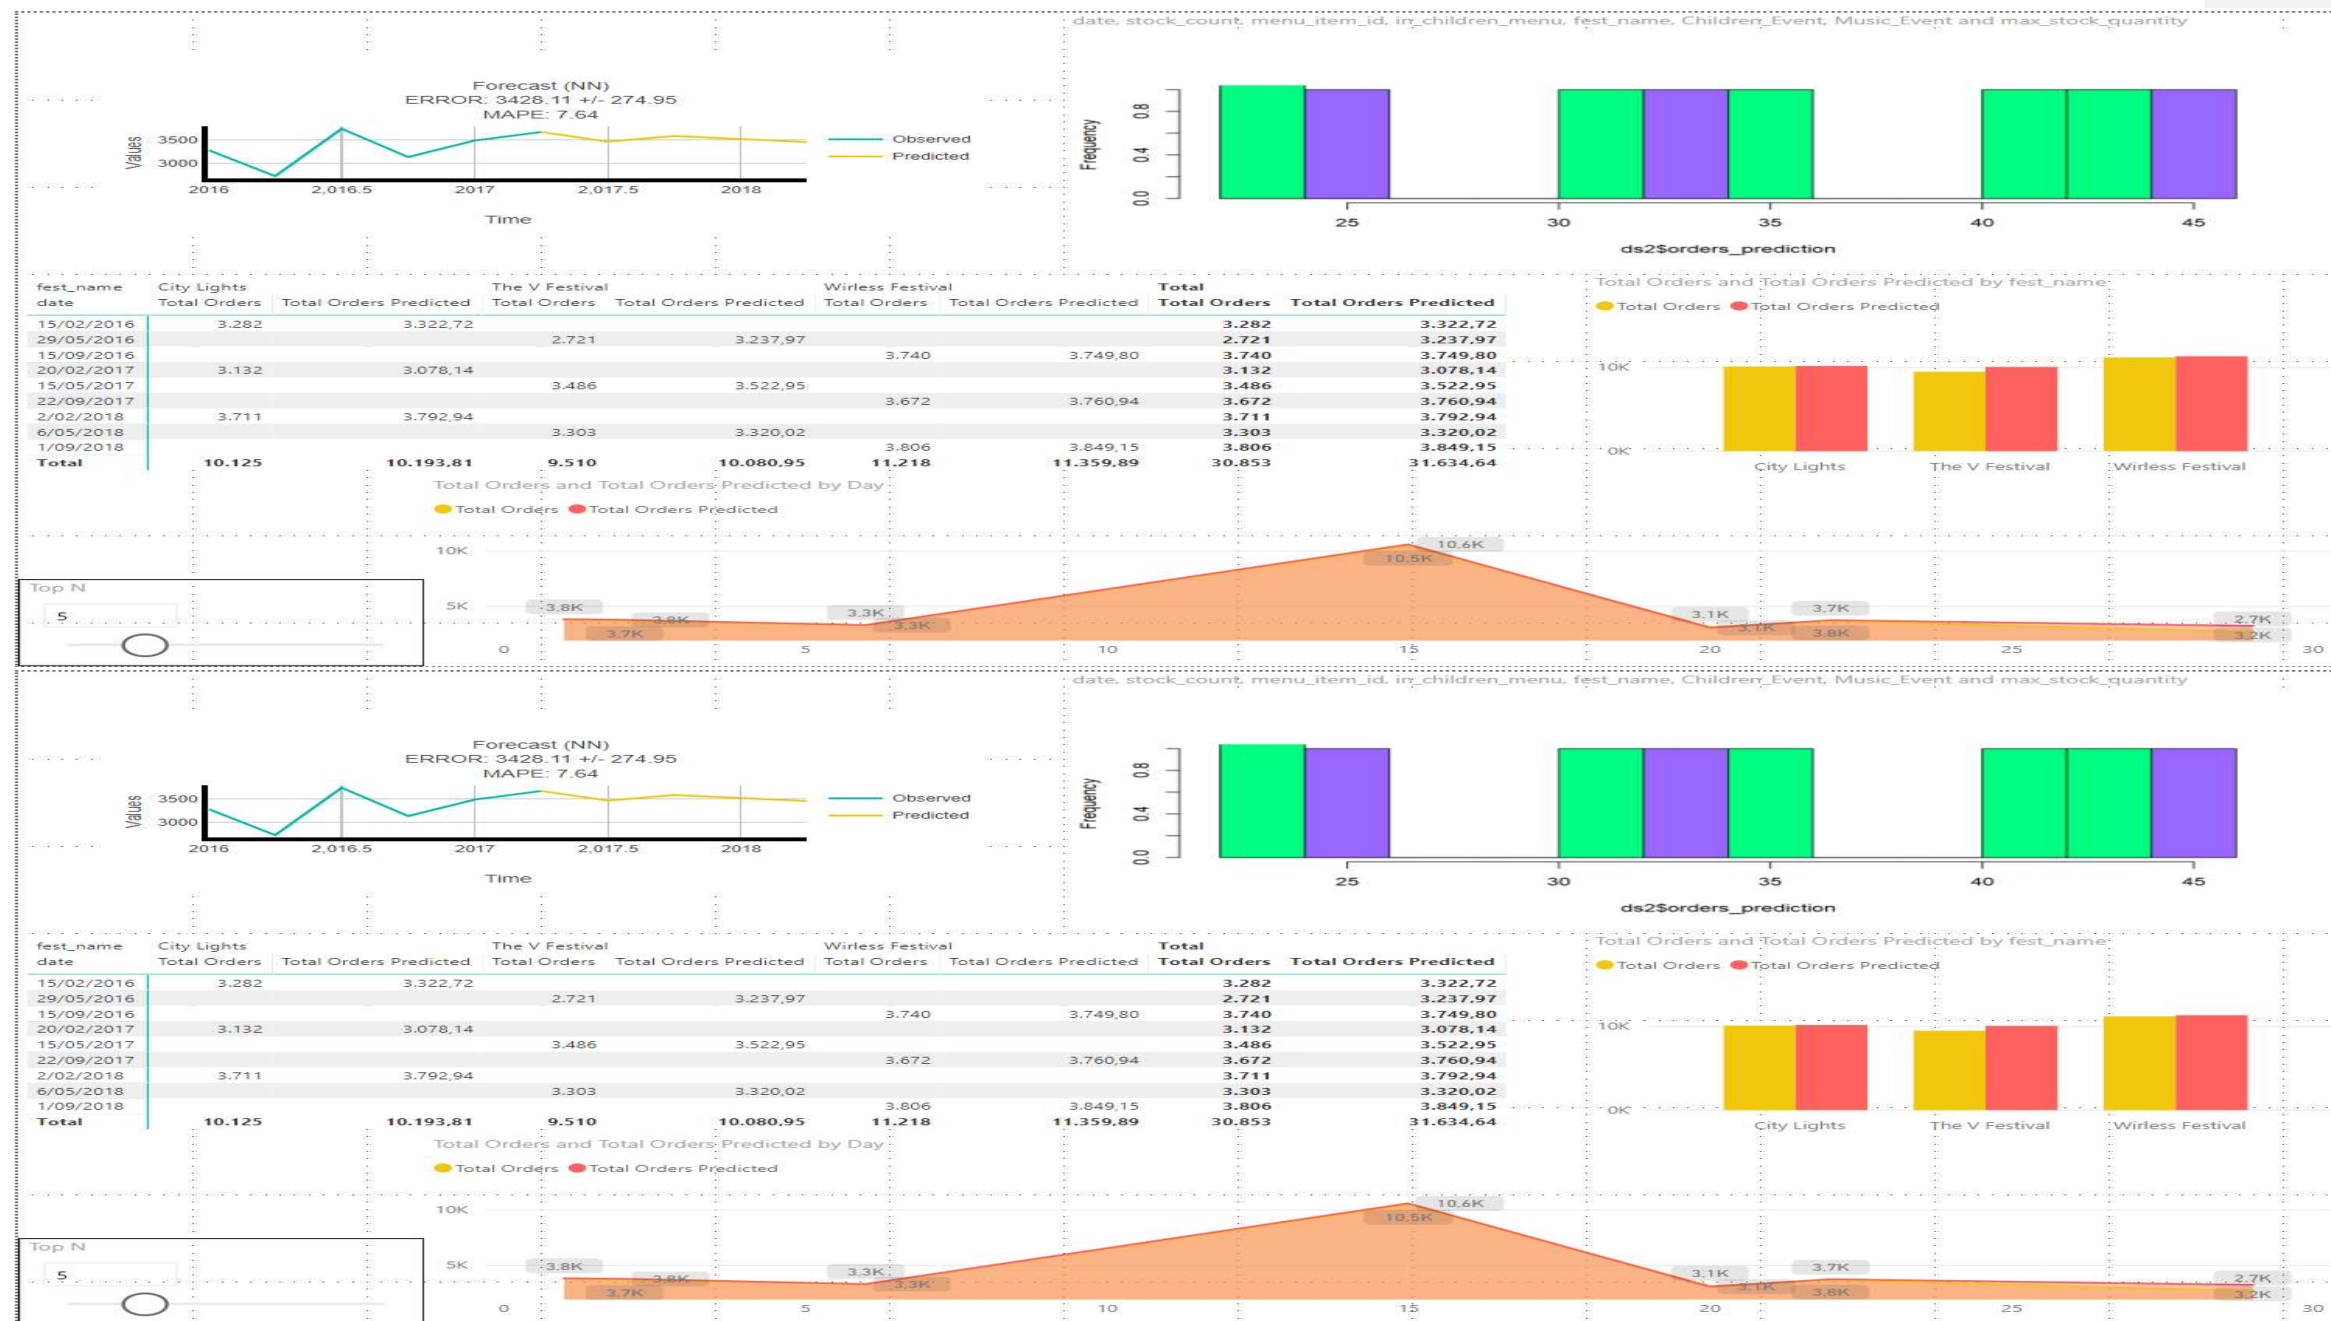 date, stock_count, menu_item_id, in_children_menu, fest_name, Children_Event, Music_Event and max_stock_quantity
Forecast (NN)
ERROR: 3428.11 +/- 274.95
MAPE: 7.64
Values
3500
3000
Observed
Predicted
2016 2,016.5 2017 2,017.5 2018
Time
Frequency
0.8
0.4
0.0
25 30 35 40 45
ds2$orders_prediction
fest_name City Lights The V Festival Wirless Festival Total
date Total Orders Total Orders Predicted Total Orders Total Orders Predicted Total Orders Total Orders Predicted Total Orders Total Orders Predicted
15/02/2016 3.282 3.322,72 3.282 3.322,72
29/05/2016 2.721 3.237,97 2.721 3.237,97
15/09/2016 3.740 3.749,80 3.740 3.749,80
20/02/2017 3.132 3.078,14 3.132 3.078,14
15/05/2017 3.486 3.522,95 3.486 3.522,95
22/09/2017 3.672 3.760,94 3.672 3.760,94
2/02/2018 3.711 3.792,94 3.711 3.792,94
6/05/2018 3.303 3.320,02 3.303 3.320,02
1/09/2018 3.806 3.849,15 3.806 3.849,15
Total 10.125 10.193,81 9.510 10.080,95 11.218 11.359,89 30.853 31.634,64
Total Orders and Total Orders Predicted by fest_name
Total Orders Total Orders Predicted
10K
0K
City Lights The V Festival Wirless Festival
Total Orders and Total Orders Predicted by Day
Total Orders Total Orders Predicted
10K
5K
3.8K 3.8K 3.7K 3.3K 3.3K 10.6K 10.5K 3.1K 3.1K 3.7K 3.8K 2.7K 3.2K
0 5 10 15 20 25 30
Top N
5
date, stock_count, menu_item_id, in_children_menu, fest_name, Children_Event, Music_Event and max_stock_quantity
Forecast (NN)
ERROR: 3428.11 +/- 274.95
MAPE: 7.64
Values
3500
3000
Observed
Predicted
2016 2,016.5 2017 2,017.5 2018
Time
Frequency
0.8
0.4
0.0
25 30 35 40 45
ds2$orders_prediction
fest_name City Lights The V Festival Wirless Festival Total
date Total Orders Total Orders Predicted Total Orders Total Orders Predicted Total Orders Total Orders Predicted Total Orders Total Orders Predicted
15/02/2016 3.282 3.322,72 3.282 3.322,72
29/05/2016 2.721 3.237,97 2.721 3.237,97
15/09/2016 3.740 3.749,80 3.740 3.749,80
20/02/2017 3.132 3.078,14 3.132 3.078,14
15/05/2017 3.486 3.522,95 3.486 3.522,95
22/09/2017 3.672 3.760,94 3.672 3.760,94
2/02/2018 3.711 3.792,94 3.711 3.792,94
6/05/2018 3.303 3.320,02 3.303 3.320,02
1/09/2018 3.806 3.849,15 3.806 3.849,15
Total 10.125 10.193,81 9.510 10.080,95 11.218 11.359,89 30.853 31.634,64
Total Orders and Total Orders Predicted by fest_name
Total Orders Total Orders Predicted
10K
0K
City Lights The V Festival Wirless Festival
Total Orders and Total Orders Predicted by Day
Total Orders Total Orders Predicted
10K
5K
3.8K 3.8K 3.7K 3.3K 3.3K 10.6K 10.5K 3.1K 3.1K 3.7K 3.8K 2.7K 3.2K
0 5 10 15 20 25 30
Top N
5